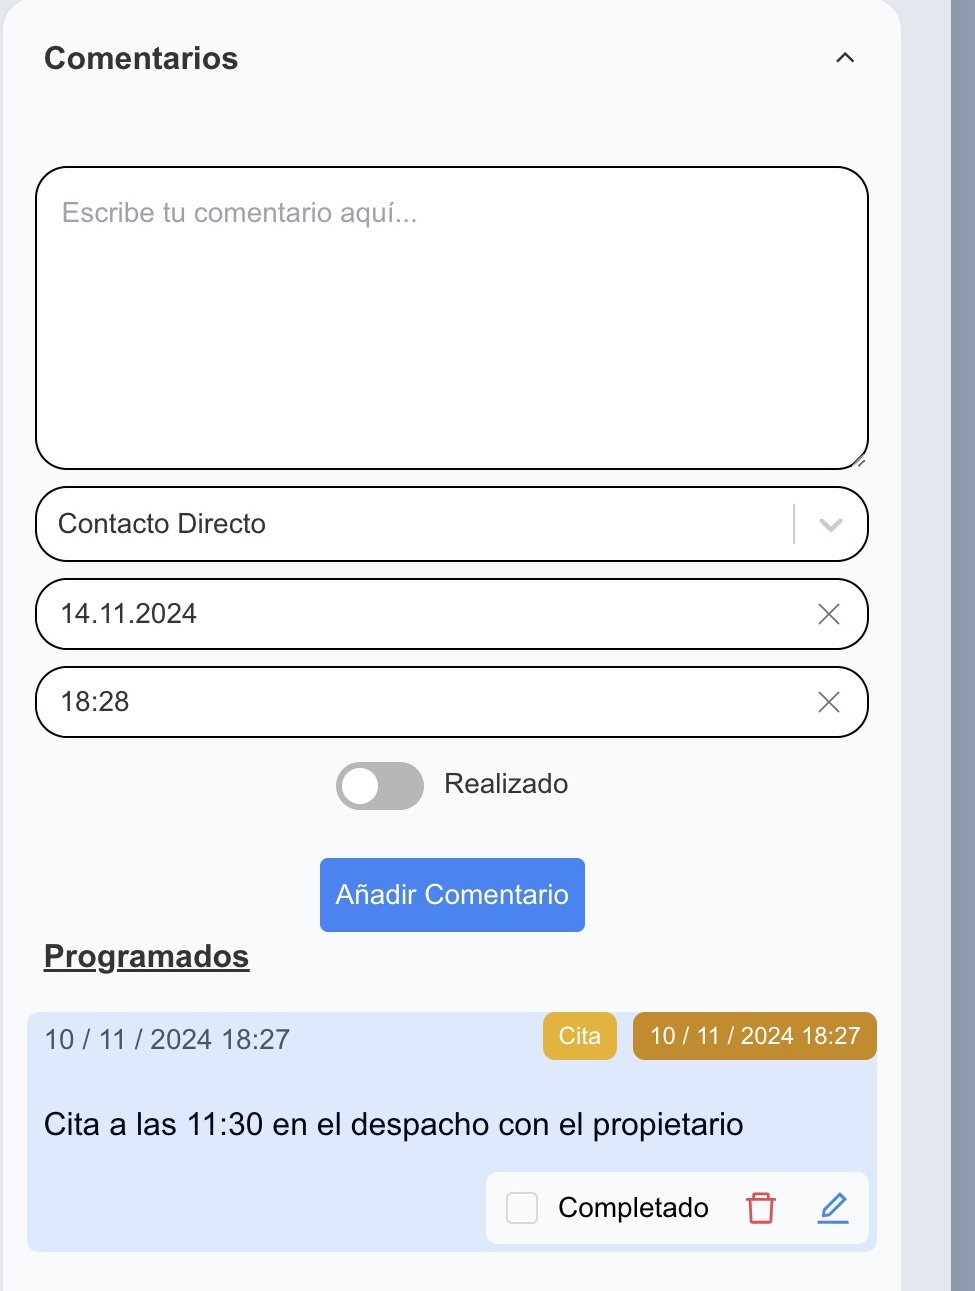 Comentarios
Escribe tu comentario aquí...
Contacto Directo
14.11.2024
18:28
Realizado
Añadir Comentario
Programados
10 / 11 / 2024 18:27 Cita 10 / 11 / 2024 18:27
Cita a las 11:30 en el despacho con el propietario
Completado